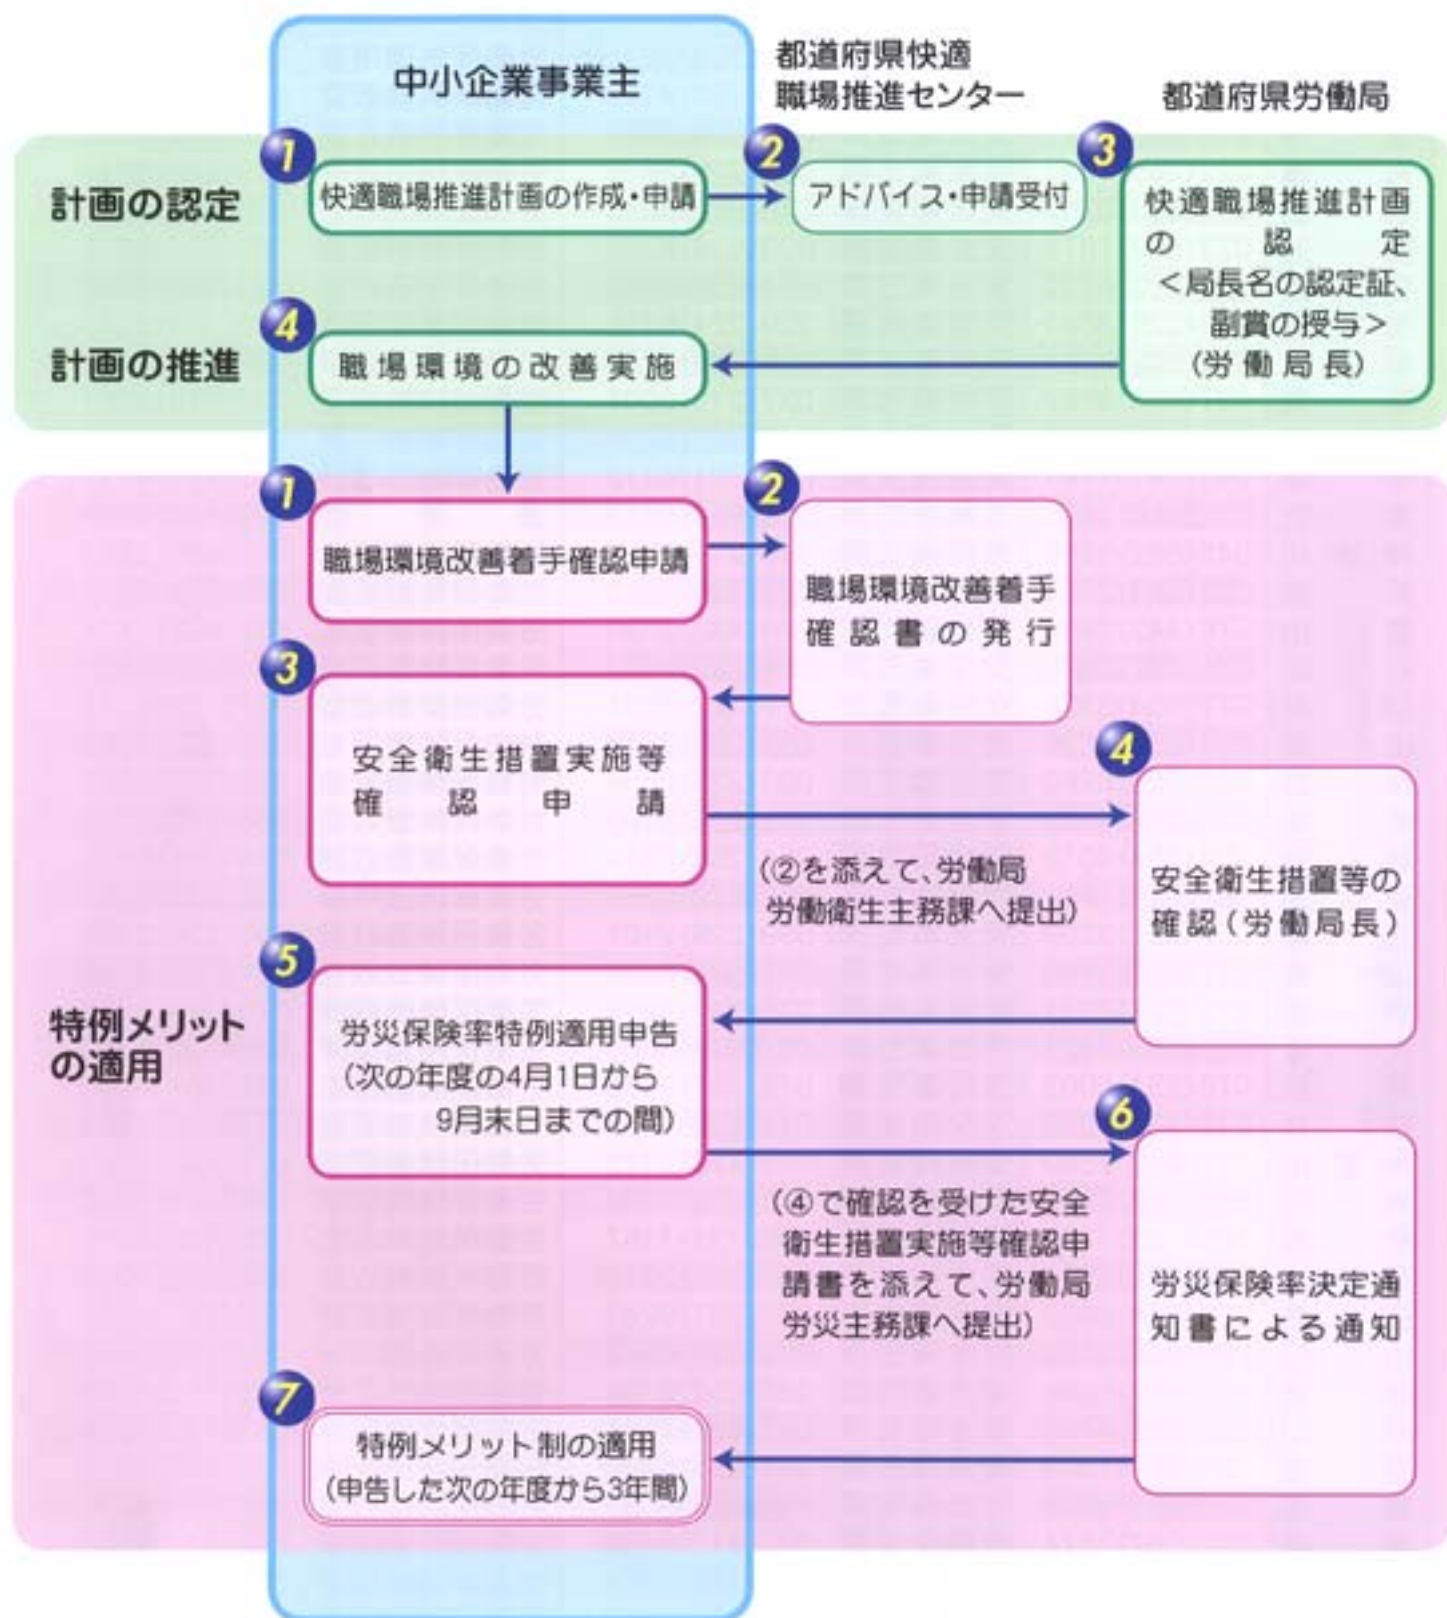 中小企業事業主
都道府県快適
職場推進センター
都道府県労働局
計画の認定
1
快適職場推進計画の作成・申請
2
アドバイス・申請受付
3
快適職場推進計画
の認定
<局長名の認定証、
副賞の授与>
(労働局長)
計画の推進
4
職場環境の改善実施
特例メリット
の適用
1
職場環境改善着手確認申請
2
職場環境改善着手
確認書の発行
3
安全衛生措置実施等
確認申請
(②を添えて、労働局
労働衛生主務課へ提出)
4
安全衛生措置等の
確認(労働局長)
5
労災保険率特例適用申告
(次の年度の4月1日から
9月末日までの間)
(④で確認を受けた安全
衛生措置実施等確認申
請書を添えて、労働局
労災主務課へ提出)
6
労災保険率決定通
知書による通知
7
特例メリット制の適用
(申告した次の年度から3年間)